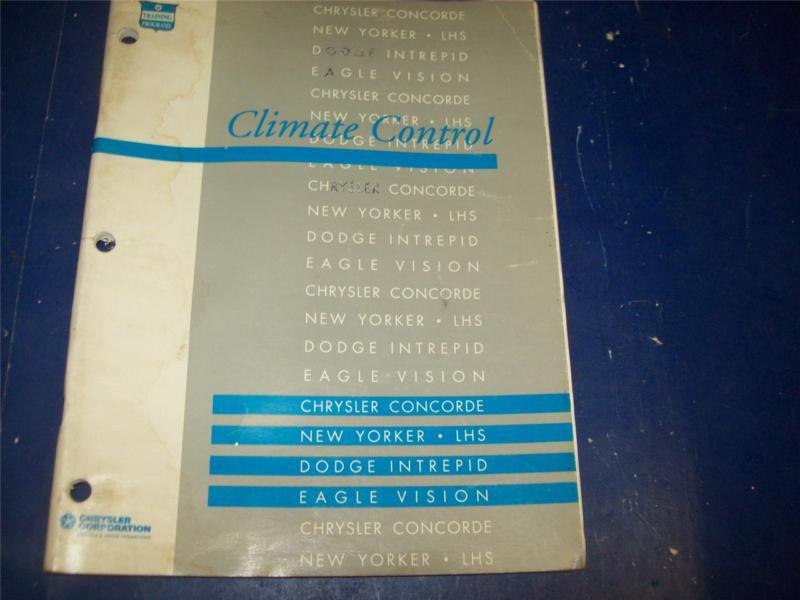 TRAINING
PROGRAMS
CHRYSLER CONCORDE
NEW YORKER • LHS
DODGE INTREPID
EAGLE VISION
CHRYSLER CONCORDE
NEW YORKER • LHS
Climate Control
DODGE INTREPID
EAGLE VISION
CHRYSLER CONCORDE
NEW YORKER • LHS
DODGE INTREPID
EAGLE VISION
CHRYSLER CONCORDE
NEW YORKER • LHS
DODGE INTREPID
EAGLE VISION
CHRYSLER CONCORDE
NEW YORKER • LHS
DODGE INTREPID
EAGLE VISION
CHRYSLER CONCORDE
NEW YORKER • LHS
CHRYSLER
CORPORATION